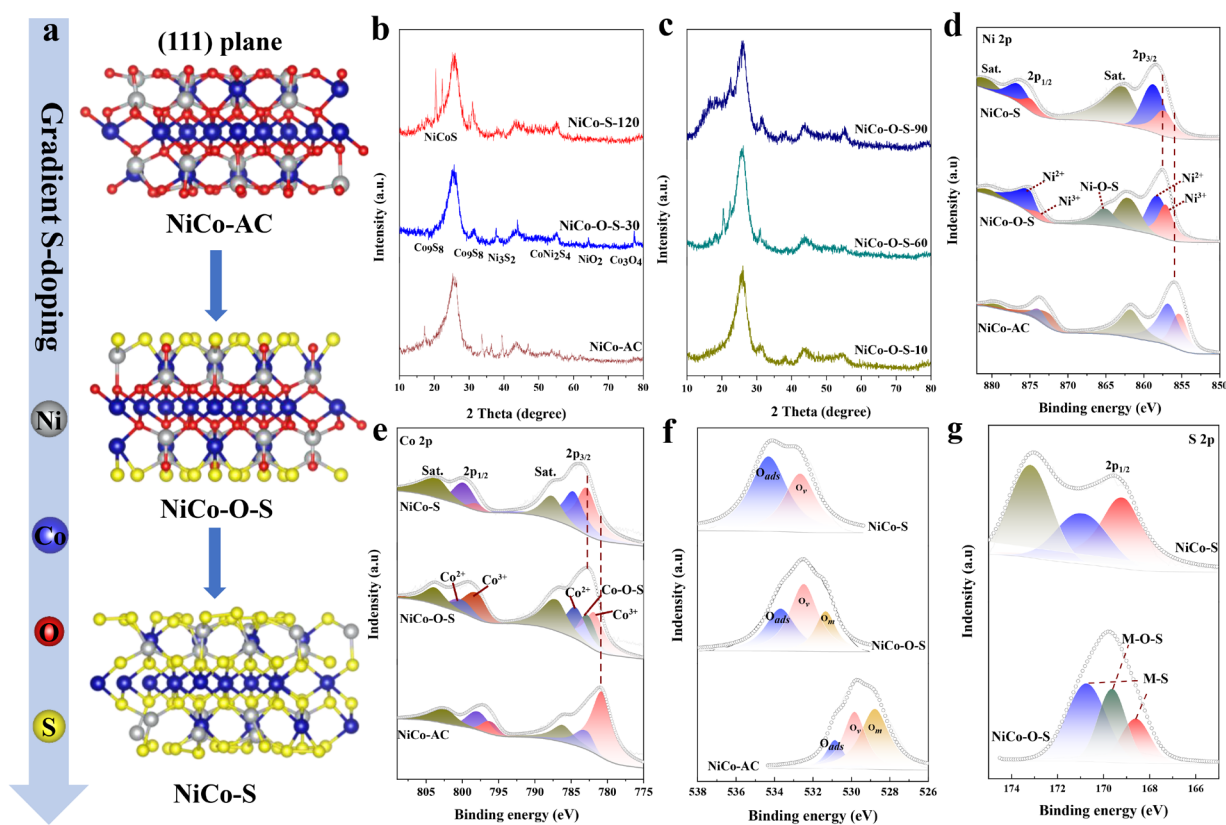 a
(111) plane
Gradient S-doping
NiCo-AC
NiCo-O-S
NiCo-S
Ni
Co
O
S
b
Intensity (a.u.)
NiCo-S-120
NiCoS
NiCo-O-S-30
Co₉S₈
Co₉S₈
Ni₃S₂
CoNi₂S₄
NiO₂
Co₃O₄
NiCo-AC
10 20 30 40 50 60 70 80
2 Theta (degree)
c
Intensity (a.u.)
NiCo-O-S-90
NiCo-O-S-60
NiCo-O-S-10
10 20 30 40 50 60 70 80
2 Theta (degree)
d
Ni 2p
Indensity (a.u)
2p₃/₂
Sat.
2p₁/₂
Sat.
NiCo-S
Ni²⁺
Ni³⁺
Ni-O-S
Ni²⁺
Ni³⁺
NiCo-O-S
NiCo-AC
880 875 870 865 860 855 850
Binding energy (eV)
e
Co 2p
Indensity (a.u)
2p₃/₂
Sat.
2p₁/₂
Sat.
NiCo-S
Co²⁺
Co³⁺
Co²⁺
Co-O-S
Co³⁺
NiCo-O-S
NiCo-AC
805 800 795 790 785 780 775
Binding energy (eV)
f
Indensity (a.u)
Oads
Ov
NiCo-S
Oads
Ov
Om
NiCo-O-S
Oads
Ov
Om
NiCo-AC
538 536 534 532 530 528 526
Binding energy (eV)
g
S 2p
Indensity (a.u)
2p₁/₂
NiCo-S
M-O-S
M-S
NiCo-O-S
174 172 170 168 166
Binding energy (eV)